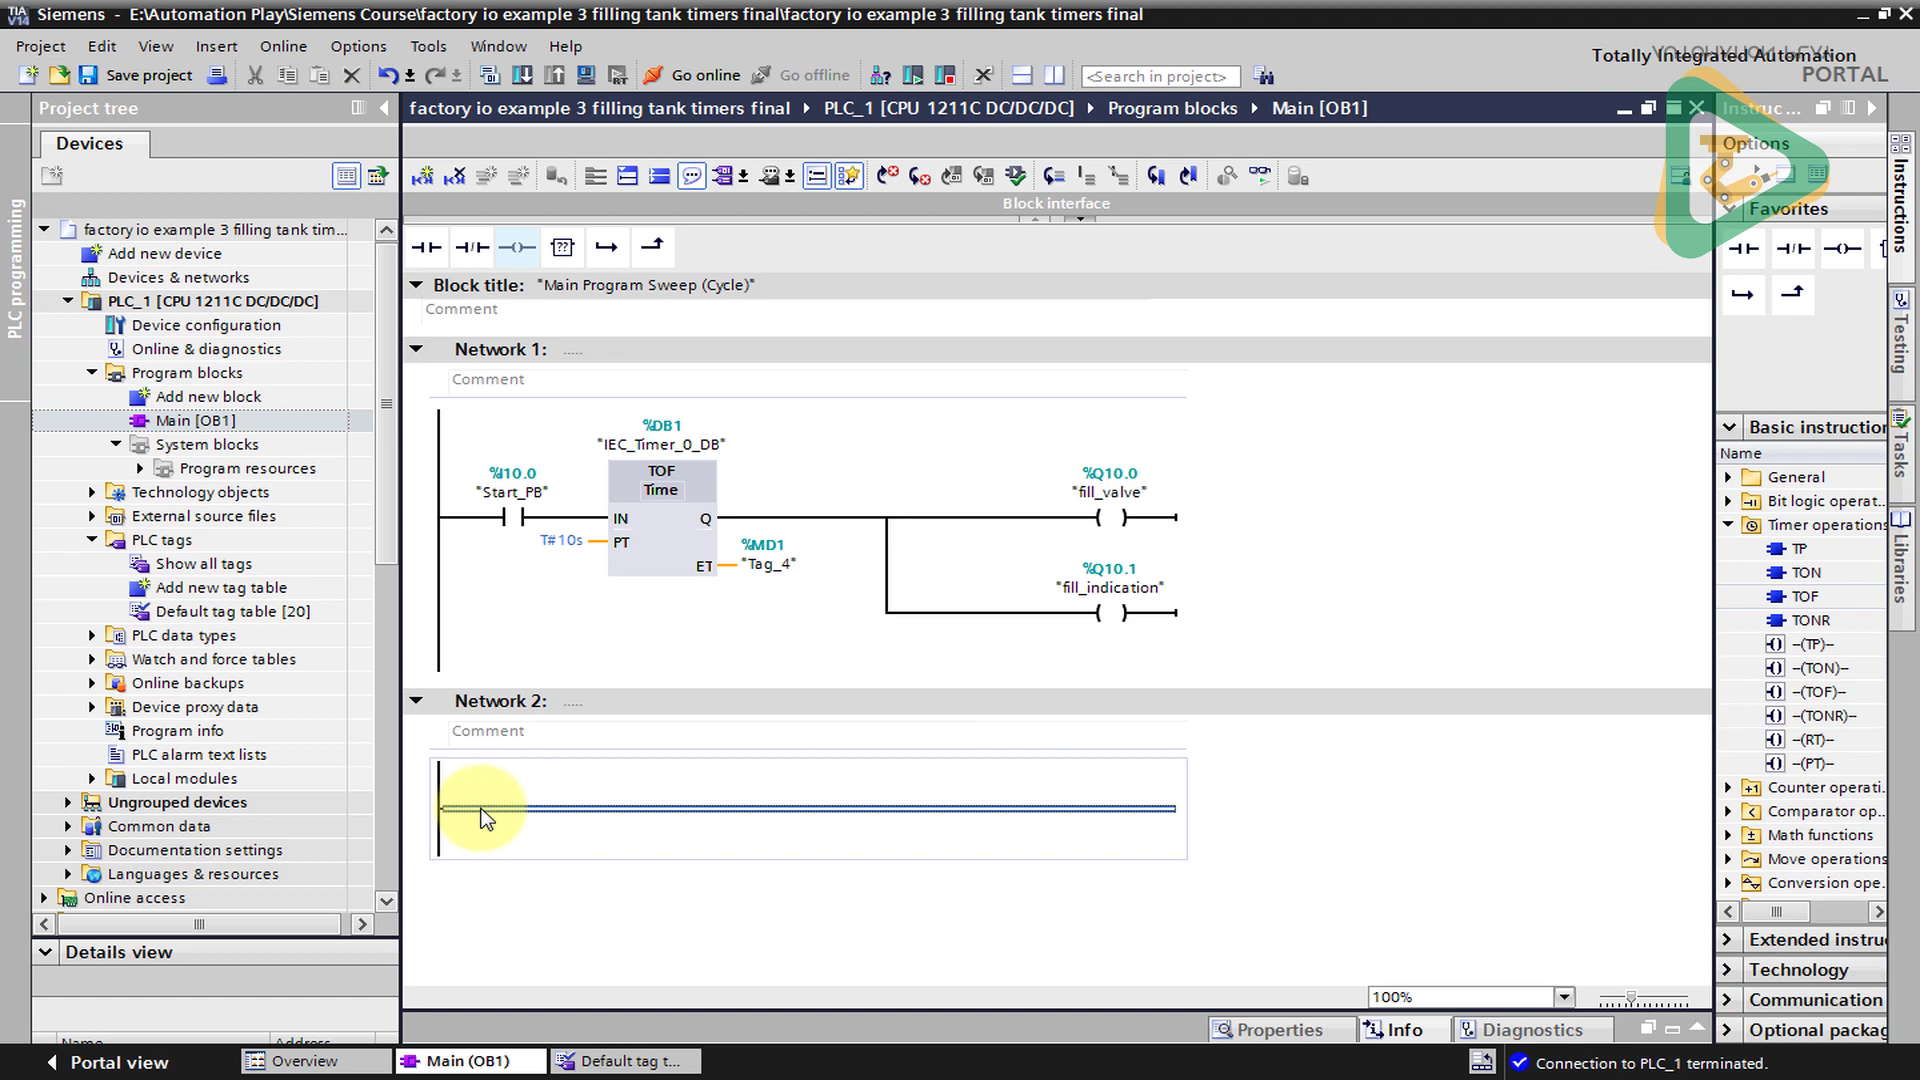 TIA
V14
Siemens - E:\Automation Play\Siemens Course\factory io example 3 filling tank timers final\factory io example 3 filling tank timers final
Project Edit View Insert Online Options Tools Window Help
Totally Integrated Automation
PORTAL
Save project
Go online
Go offline
<Search in project>
Project tree
factory io example 3 filling tank timers final PLC_1 [CPU 1211C DC/DC/DC] Program blocks Main [OB1]
Instruc...
Devices
Options
PLC programming
Block interface
Favorites
factory io example 3 filling tank tim...
Add new device
Devices & networks
PLC_1 [CPU 1211C DC/DC/DC]
Device configuration
Online & diagnostics
Program blocks
Add new block
Main [OB1]
System blocks
Program resources
Technology objects
External source files
PLC tags
Show all tags
Add new tag table
Default tag table [20]
PLC data types
Watch and force tables
Online backups
Device proxy data
Program info
PLC alarm text lists
Local modules
Ungrouped devices
Common data
Documentation settings
Languages & resources
Online access
Details view
Name Address
Block title: "Main Program Sweep (Cycle)"
Comment
Network 1: .....
Comment
%DB1
"IEC_Timer_0_DB"
TOF
Time
%I10.0
"Start_PB"
IN Q
T#10s PT
ET
%MD1
"Tag_4"
%Q10.0
"fill_valve"
%Q10.1
"fill_indication"
Network 2: .....
Comment
100%
Properties
Info
Diagnostics
Basic instruction
Name
General
Bit logic operat...
Timer operations
TP
TON
TOF
TONR
–(TP)–
–(TON)–
–(TOF)–
–(TONR)–
–(RT)–
–(PT)–
Counter operati...
Comparator op...
Math functions
Move operations
Conversion ope...
Extended instru
Technology
Communication
Optional packag
Instructions
Testing
Tasks
Libraries
Portal view
Overview
Main (OB1)
Default tag t...
Connection to PLC_1 terminated.